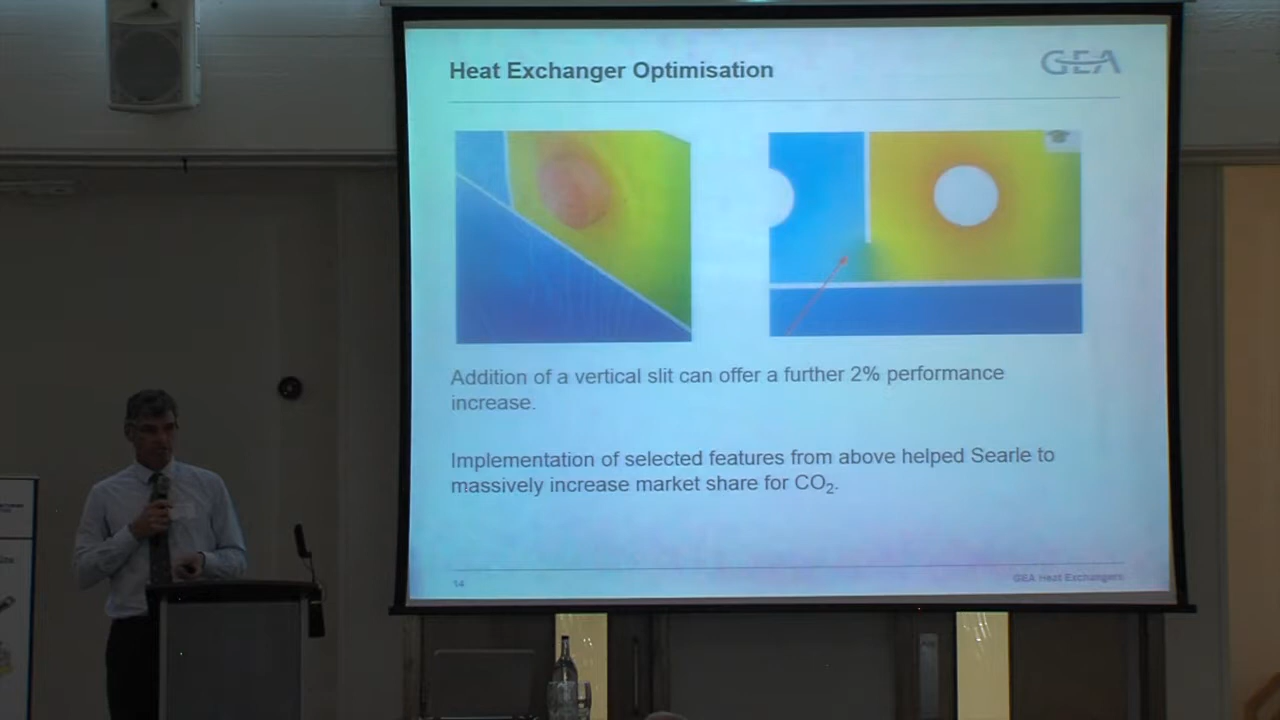 Heat Exchanger Optimisation
GEA
Addition of a vertical slit can offer a further 2% performance
increase.
Implementation of selected features from above helped Searle to
massively increase market share for CO₂.
14
GEA Heat Exchangers